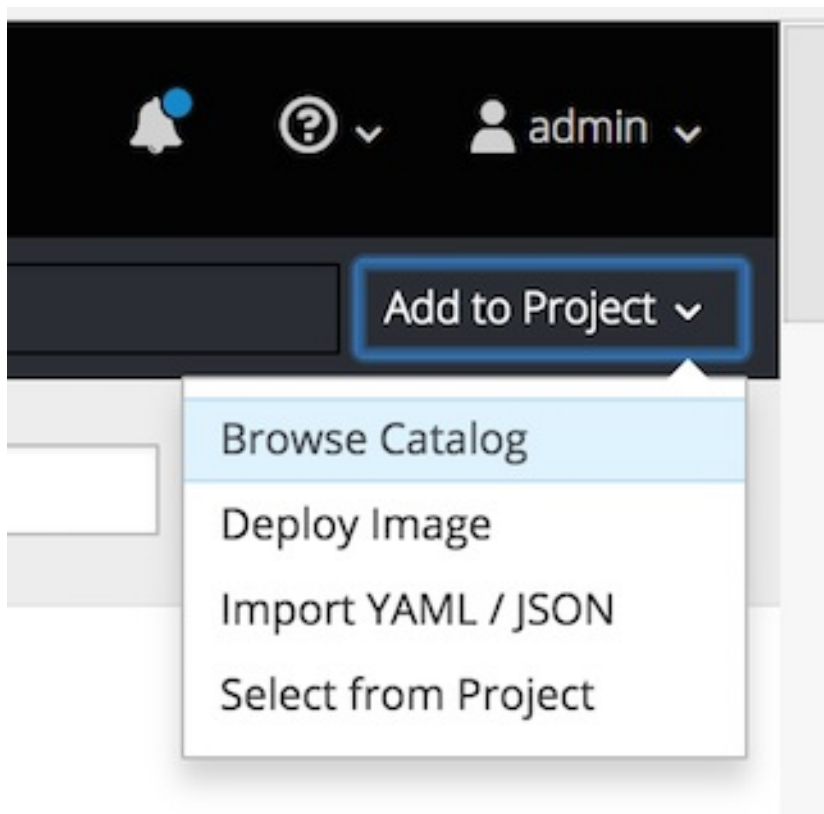 admin
Add to Project
Browse Catalog
Deploy Image
Import YAML / JSON
Select from Project